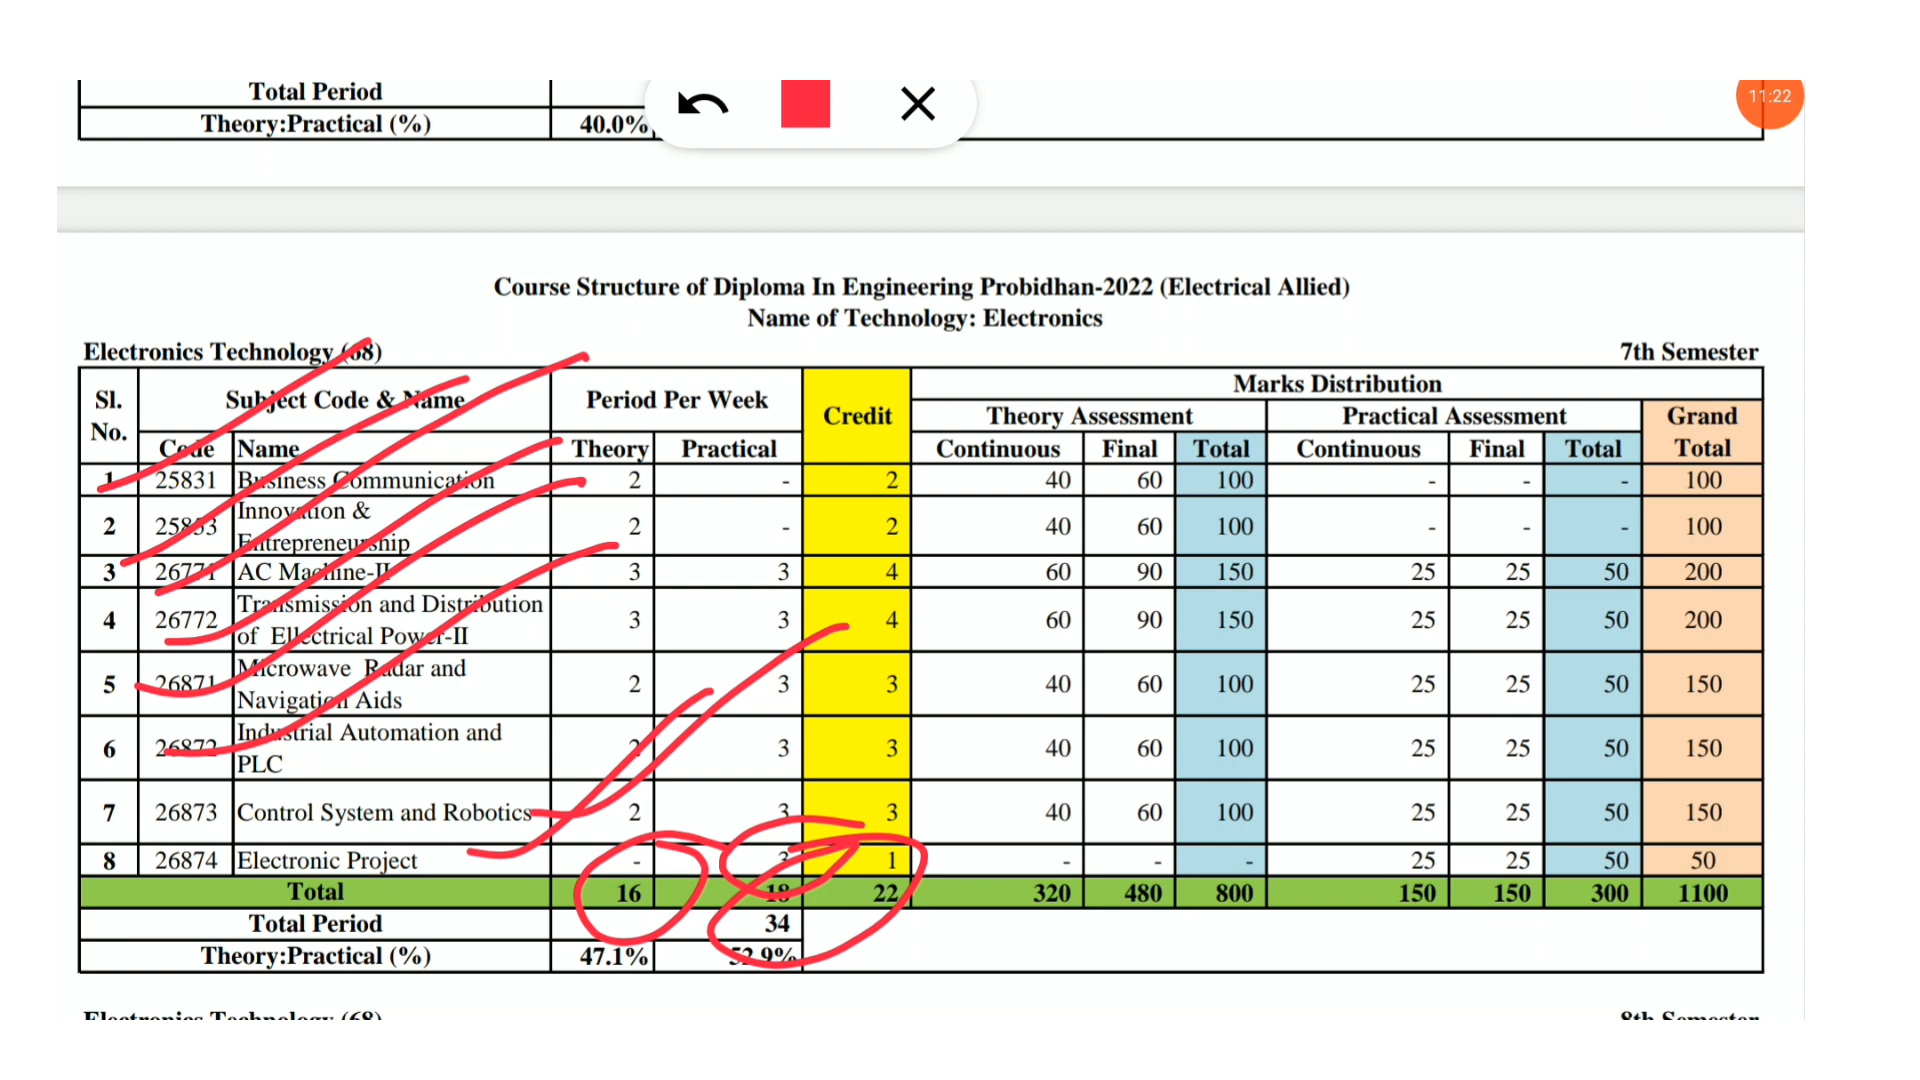 Total Period
Theory:Practical (%) 40.0%
11:22
Course Structure of Diploma In Engineering Probidhan-2022 (Electrical Allied)
Name of Technology: Electronics
Electronics Technology (68) 7th Semester
Sl. No. Subject Code & Name Period Per Week Credit Marks Distribution
Theory Assessment Practical Assessment Grand Total
Code Name Theory Practical Continuous Final Total Continuous Final Total
1 25831 Business Communication 2 - 2 40 60 100 - - - 100
2 25853 Innovation & Entrepreneurship 2 - 2 40 60 100 - - - 100
3 26771 AC Machine-II 3 3 4 60 90 150 25 25 50 200
4 26772 Transmission and Distribution of Ellectrical Power-II 3 3 4 60 90 150 25 25 50 200
5 26871 Microwave Radar and Navigation Aids 2 3 3 40 60 100 25 25 50 150
6 26872 Industrial Automation and PLC 2 3 3 40 60 100 25 25 50 150
7 26873 Control System and Robotics 2 3 3 40 60 100 25 25 50 150
8 26874 Electronic Project - 3 1 - - - 25 25 50 50
Total 16 18 22 320 480 800 150 150 300 1100
Total Period 34
Theory:Practical (%) 47.1% 52.9%
Electronics Technology (68) 8th Semester